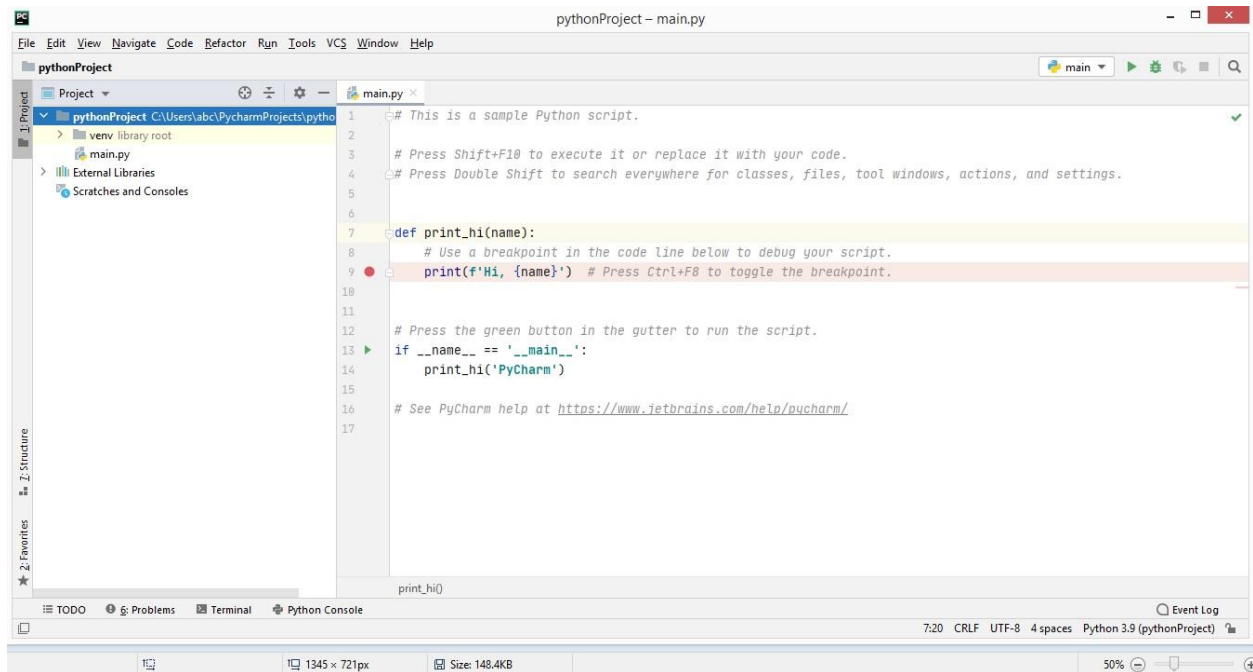 PC
pythonProject – main.py
File Edit View Navigate Code Refactor Run Tools VCS Window Help
pythonProject
main
Project
main.py
1: Project
pythonProject C:\Users\abc\PycharmProjects\pytho
venv library root
main.py
External Libraries
Scratches and Consoles
1 # This is a sample Python script.
2
3 # Press Shift+F10 to execute it or replace it with your code.
4 # Press Double Shift to search everywhere for classes, files, tool windows, actions, and settings.
5
6
7 def print_hi(name):
8 # Use a breakpoint in the code line below to debug your script.
9 print(f'Hi, {name}') # Press Ctrl+F8 to toggle the breakpoint.
10
11
12 # Press the green button in the gutter to run the script.
13 if __name__ == '__main__':
14 print_hi('PyCharm')
15
16 # See PyCharm help at https://www.jetbrains.com/help/pycharm/
17
Z: Structure
2: Favorites
print_hi()
TODO 6: Problems Terminal Python Console Event Log
7:20 CRLF UTF-8 4 spaces Python 3.9 (pythonProject)
1345 × 721px Size: 148.4KB 50%